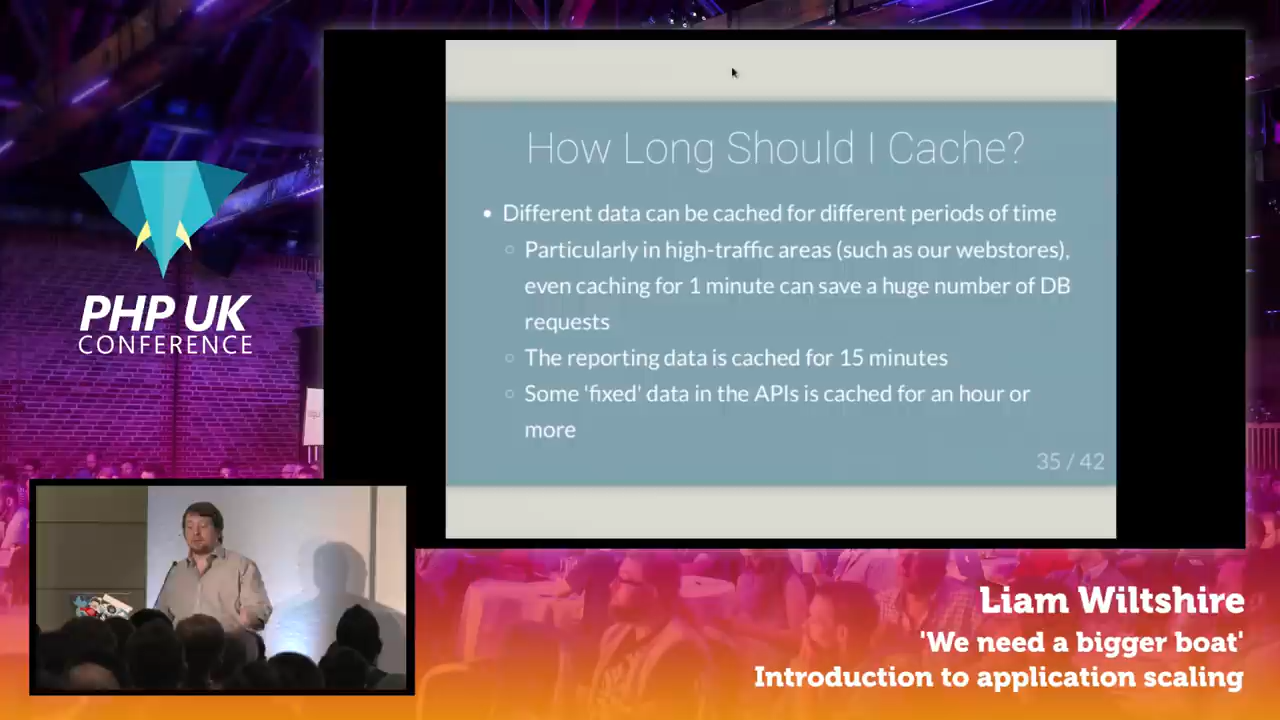 How Long Should I Cache?
• Different data can be cached for different periods of time
○ Particularly in high-traffic areas (such as our webstores),
even caching for 1 minute can save a huge number of DB
requests
○ The reporting data is cached for 15 minutes
○ Some 'fixed' data in the APIs is cached for an hour or
more
35 / 42
PHP UK
CONFERENCE
Liam Wiltshire
'We need a bigger boat'
Introduction to application scaling